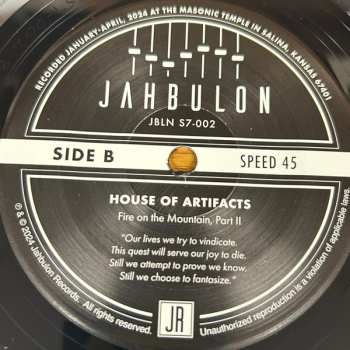 RECORDED JANUARY-APRIL, 2024 AT THE MASONIC TEMPLE IN SALINA, KANSAS 67401
JAHBULON
JBLN S7-002
SIDE B
SPEED 45
HOUSE OF ARTIFACTS
Fire on the Mountain, Part II
"Our lives we try to vindicate.
This quest will serve our joy to die.
Still we attempt to prove we know.
Still we choose to fantasize."
JR
℗ & © 2024 Jahbulon Records. All rights reserved. Unauthorized reproduction is a violation of applicable laws.